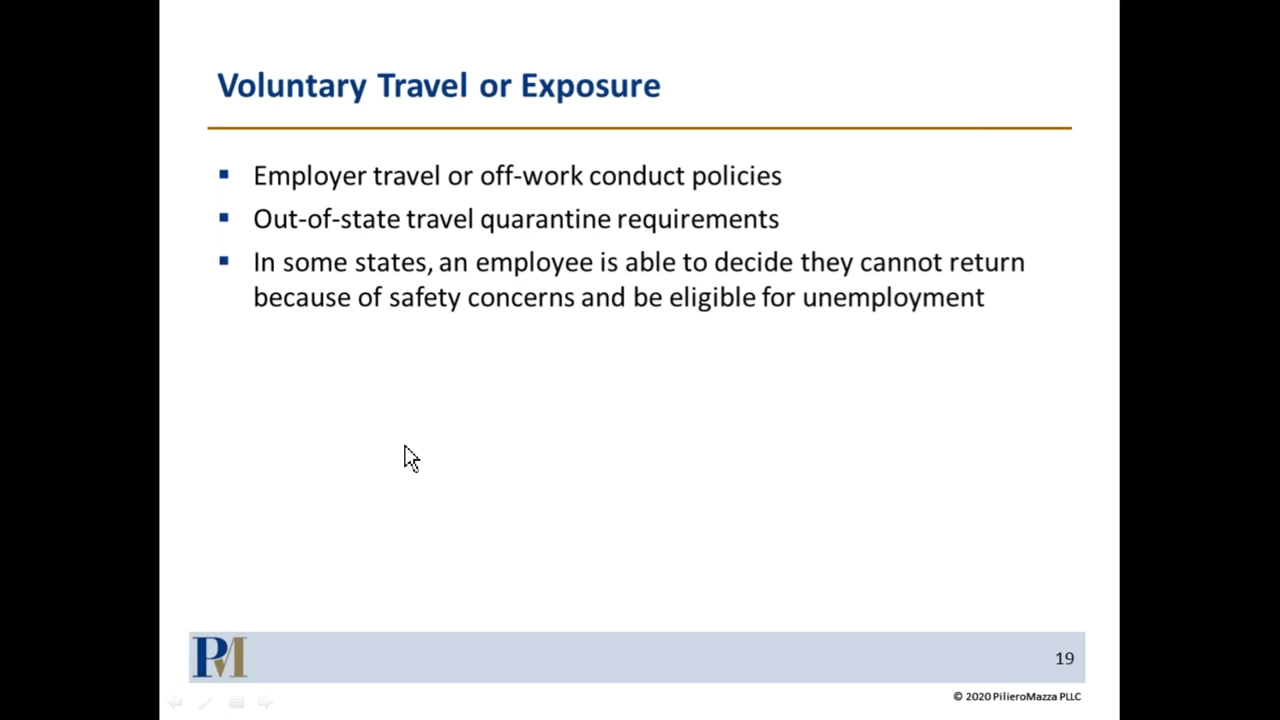 Voluntary Travel or Exposure
Employer travel or off-work conduct policies
Out-of-state travel quarantine requirements
In some states, an employee is able to decide they cannot return
because of safety concerns and be eligible for unemployment
PM
19
© 2020 PilieroMazza PLLC